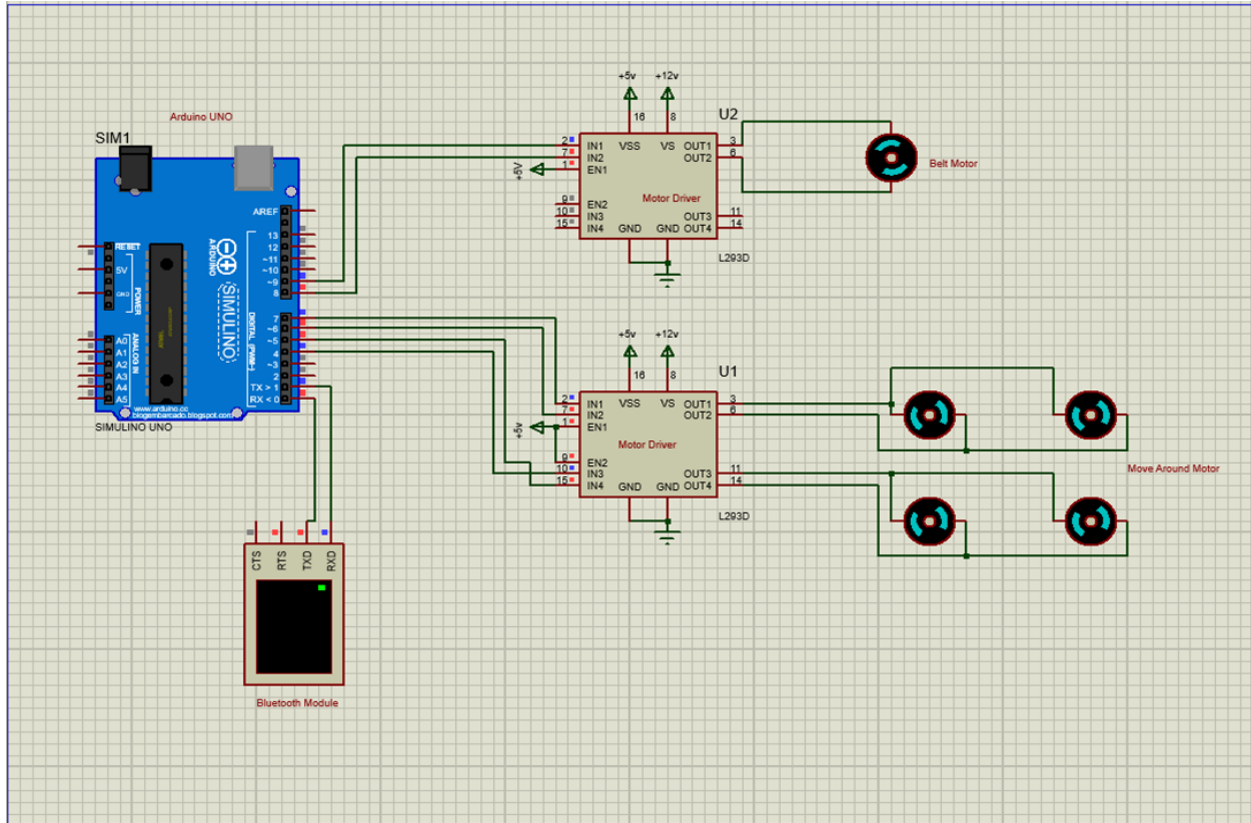 Arduino UNO
SIM1
AREF
13
12
~11
~10
~9
8
7
~6
~5
4
~3
2
TX > 1
RX < 0
RESET
5V
GND
POWER
A0
A1
A2
A3
A4
A5
ANALOG IN
ARDUINO
SIMULINO
DIGITAL (PWM~)
www.arduino.cc
blogembarcado.blogspot.com
SIMULINO UNO
+5v +12v
U2
16 8
2 IN1 VSS VS OUT1 3
7 IN2 OUT2 6
1 EN1
+5V
Belt Motor
Motor Driver
9 EN2
10 IN3 OUT3 11
15 IN4 GND GND OUT4 14
L293D
+5v +12v
U1
16 8
2 IN1 VSS VS OUT1 3
7 IN2 OUT2 6
1 EN1
+5v
Motor Driver
9 EN2
10 IN3 OUT3 11
15 IN4 GND GND OUT4 14
L293D
Move Around Motor
CTS
RTS
TXD
RXD
Bluetooth Module